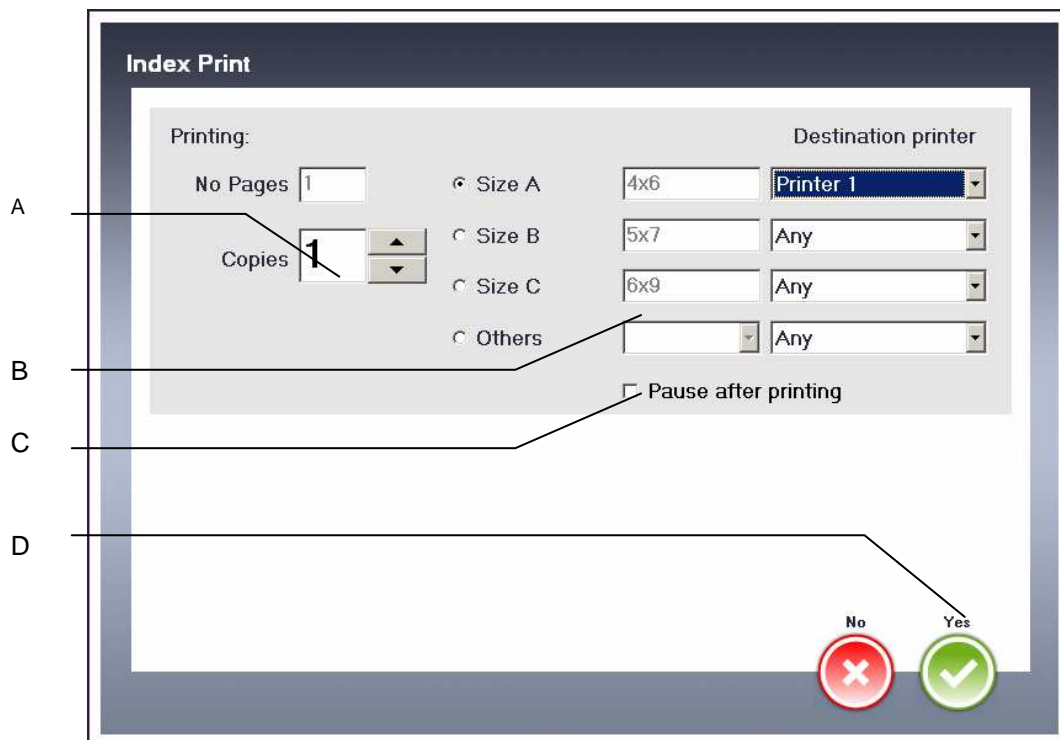 Index Print
Printing:
Destination printer
No Pages 1
Size A 4x6 Printer 1
A
Copies 1
Size B 5x7 Any
Size C 6x9 Any
Others Any
B
Pause after printing
C
D
No Yes